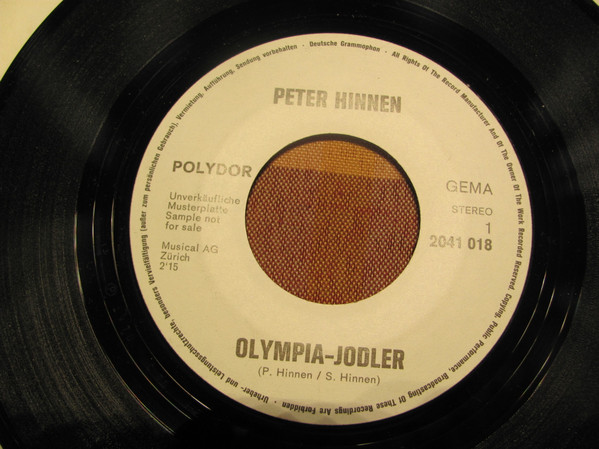 Urheber- und Leistungsschutzrechte, besonders Vervielfältigung (außer zum persönlichen Gebrauch), Vermietung, Aufführung, Sendung vorbehalten · Deutsche Grammophon · All Rights Of The Record Manufacturer And Of The Owner Of The Work Recorded Reserved. Copying, Public Performance, Broadcasting Of These Recordings Are Forbidden
PETER HINNEN
POLYDOR
GEMA
Unverkäufliche
Musterplatte
Sample not
for sale
STEREO
1
2041 018
Musical AG
Zürich
2'15
OLYMPIA-JODLER
(P. Hinnen / S. Hinnen)